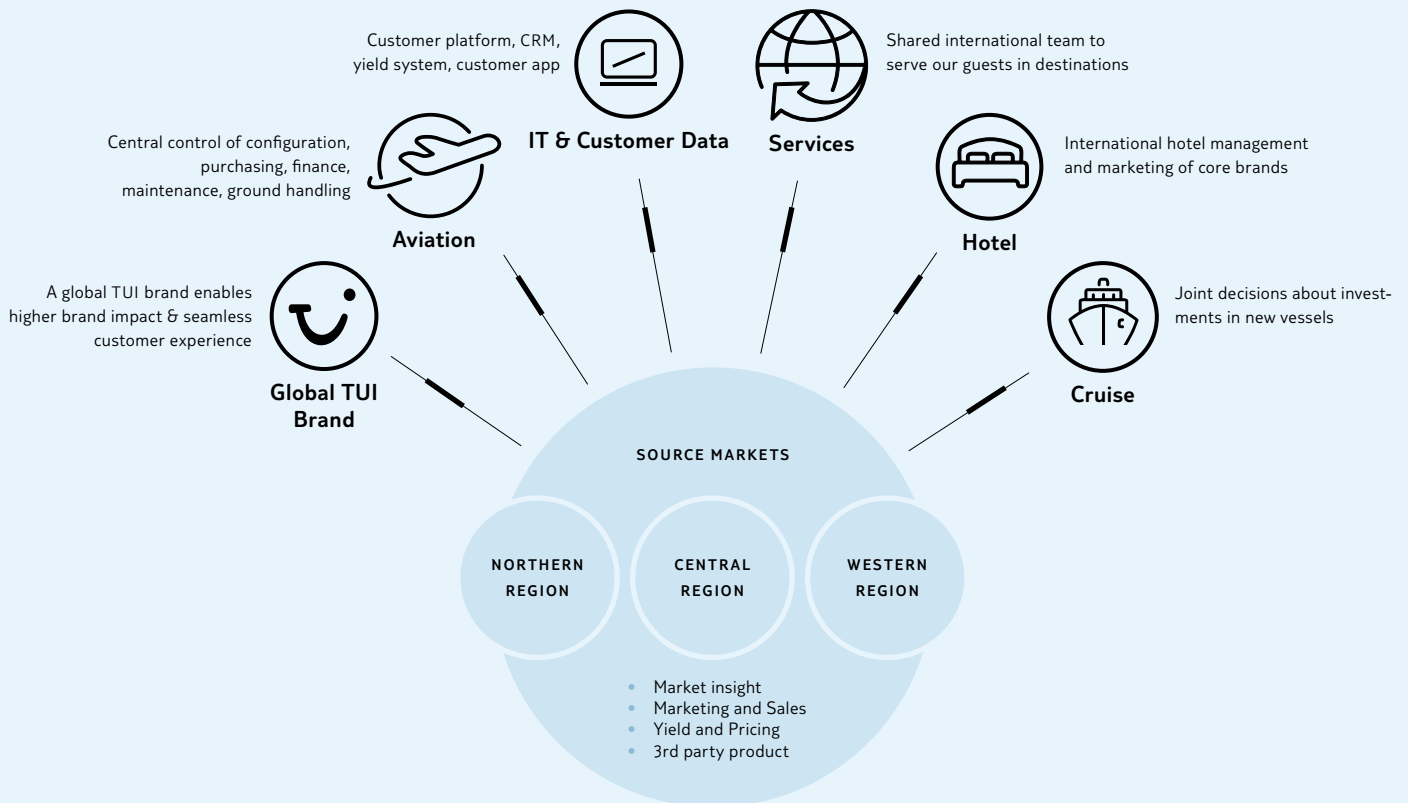 Customer platform, CRM,
yield system, customer app
IT & Customer Data
Shared international team to
serve our guests in destinations
Services
Central control of configuration,
purchasing, finance,
maintenance, ground handling
Aviation
International hotel management
and marketing of core brands
Hotel
A global TUI brand enables
higher brand impact & seamless
customer experience
Global TUI
Brand
Joint decisions about invest-
ments in new vessels
Cruise
SOURCE MARKETS
NORTHERN
REGION
CENTRAL
REGION
WESTERN
REGION
• Market insight
• Marketing and Sales
• Yield and Pricing
• 3rd party product